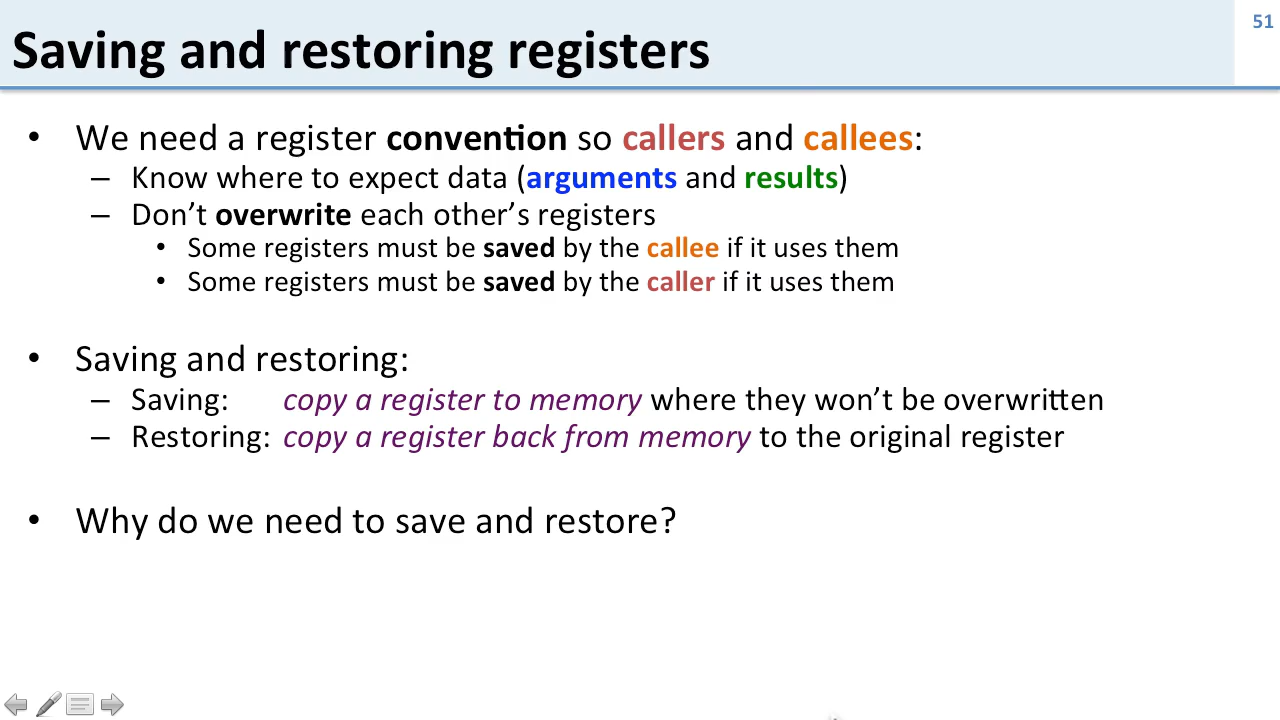 51
Saving and restoring registers
• We need a register convention so callers and callees:
– Know where to expect data (arguments and results)
– Don’t overwrite each other’s registers
• Some registers must be saved by the callee if it uses them
• Some registers must be saved by the caller if it uses them
• Saving and restoring:
– Saving: copy a register to memory where they won’t be overwritten
– Restoring: copy a register back from memory to the original register
• Why do we need to save and restore?